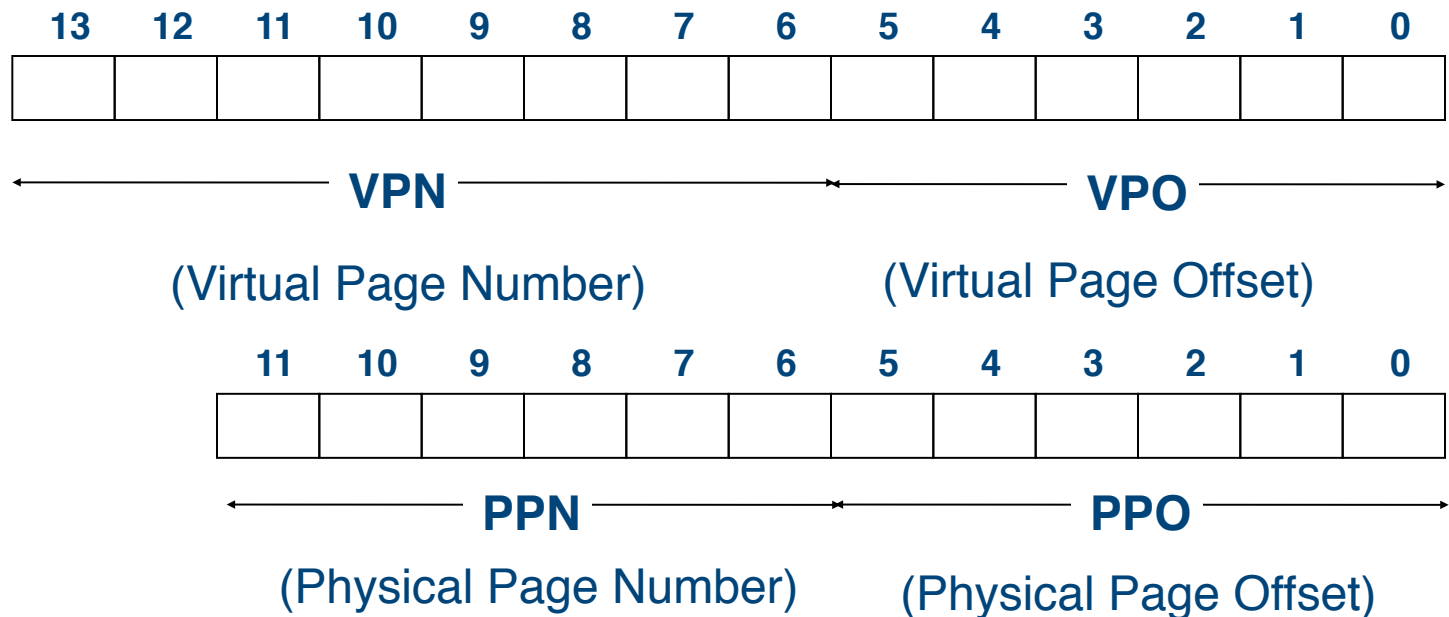 13 12 11 10 9 8 7 6 5 4 3 2 1 0
VPN VPO
(Virtual Page Number) (Virtual Page Offset)
11 10 9 8 7 6 5 4 3 2 1 0
PPN PPO
(Physical Page Number) (Physical Page Offset)